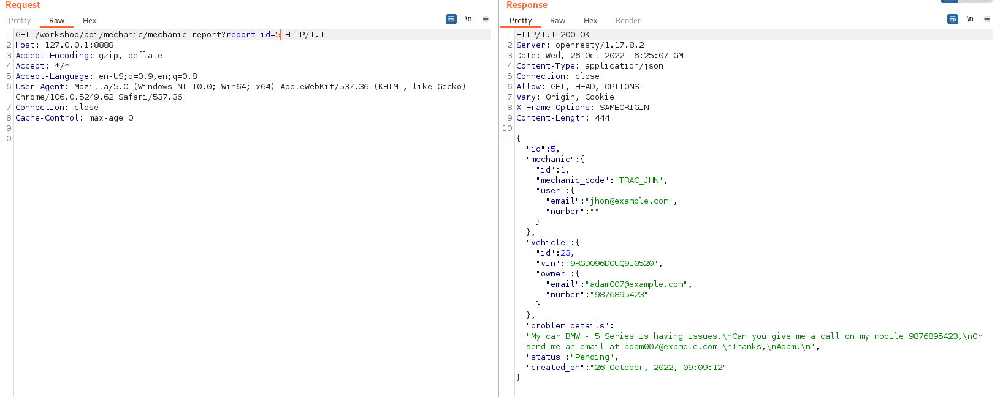 Request
Pretty Raw Hex
\n
1 GET /workshop/api/mechanic/mechanic_report?report_id=5 HTTP/1.1
2 Host: 127.0.0.1:8888
3 Accept-Encoding: gzip, deflate
4 Accept: */*
5 Accept-Language: en-US;q=0.9,en;q=0.8
6 User-Agent: Mozilla/5.0 (Windows NT 10.0; Win64; x64) AppleWebKit/537.36 (KHTML, like Gecko)
Chrome/106.0.5249.62 Safari/537.36
7 Connection: close
8 Cache-Control: max-age=0
9
10
Response
Pretty Raw Hex Render
\n
1 HTTP/1.1 200 OK
2 Server: openresty/1.17.8.2
3 Date: Wed, 26 Oct 2022 16:25:07 GMT
4 Content-Type: application/json
5 Connection: close
6 Allow: GET, HEAD, OPTIONS
7 Vary: Origin, Cookie
8 X-Frame-Options: SAMEORIGIN
9 Content-Length: 444
10
11 {
"id":5,
"mechanic":{
"id":1,
"mechanic_code":"TRAC_JHN",
"user":{
"email":"jhon@example.com",
"number":""
}
},
"vehicle":{
"id":23,
"vin":"9RGDO96DOUQ910520",
"owner":{
"email":"adam007@example.com",
"number":"9876895423"
}
},
"problem_details":
"My car BMW - 5 Series is having issues.\nCan you give me a call on my mobile 9876895423,\nOr
send me an email at adam007@example.com \nThanks,\nAdam.\n",
"status":"Pending",
"created_on":"26 October, 2022, 09:09:12"
}